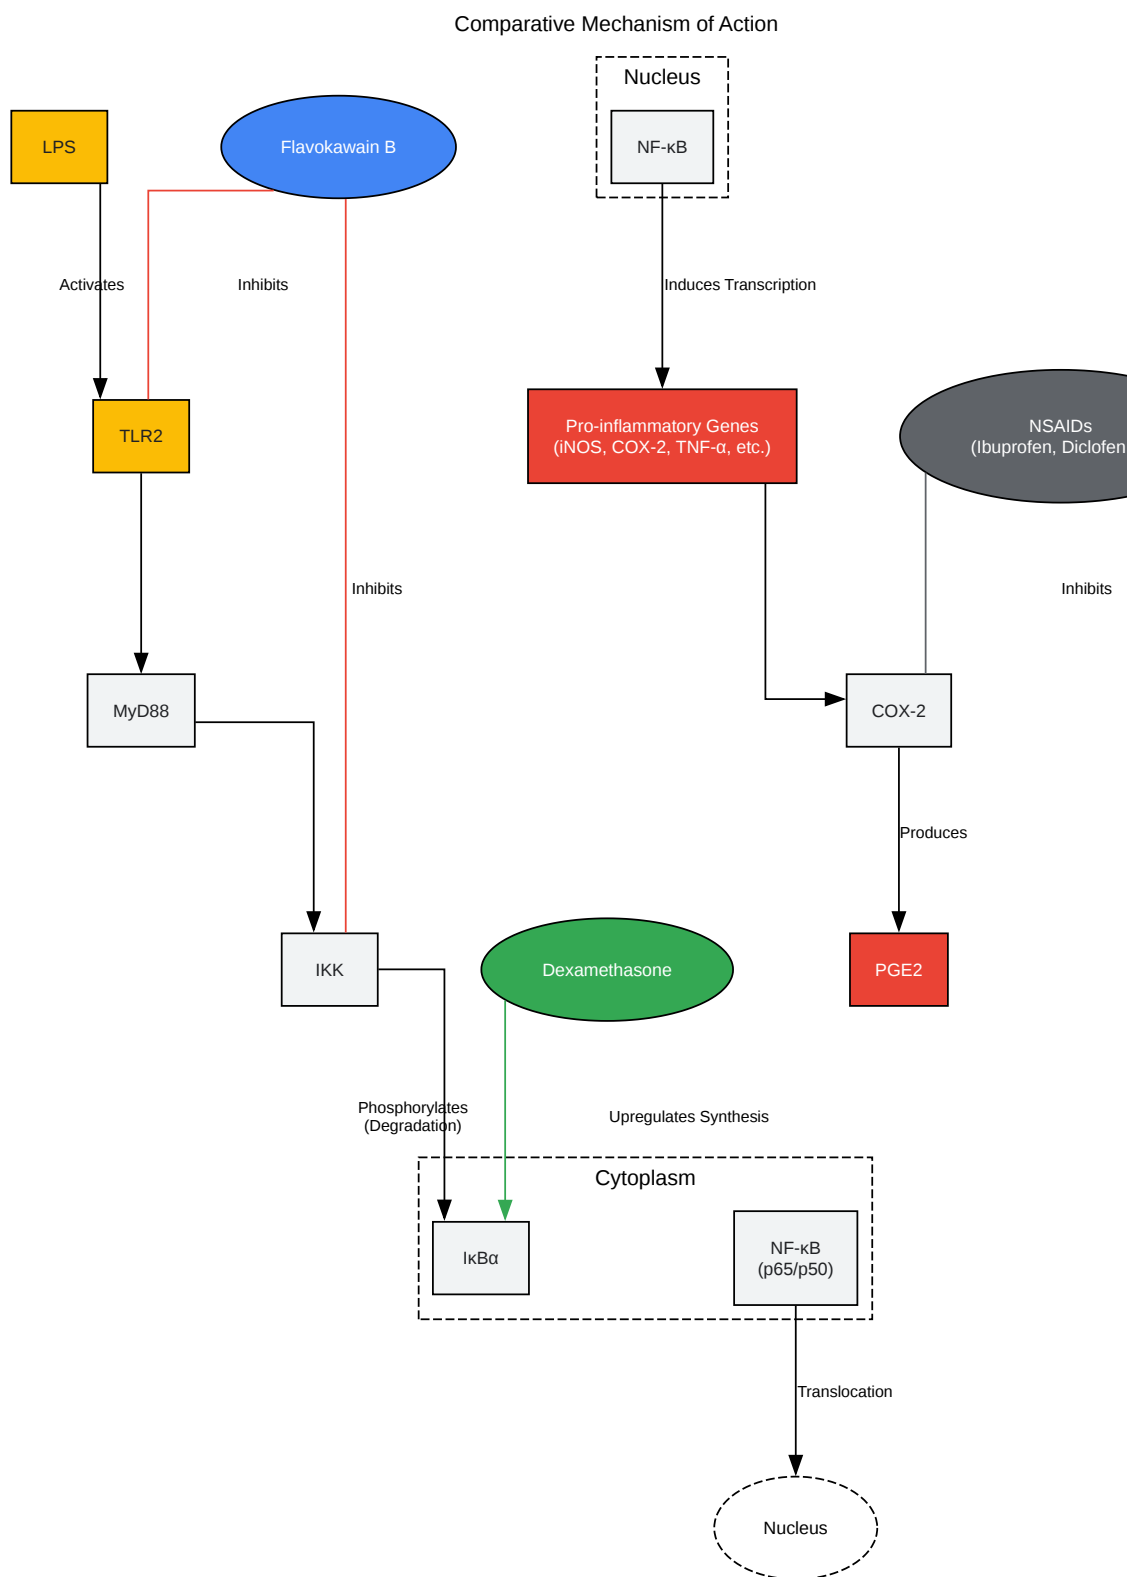 Comparative Mechanism of Action
Nucleus
LPS
Flavokawain B
NF-κB
Activates
Inhibits
Induces Transcription
TLR2
Pro-inflammatory Genes
(iNOS, COX-2, TNF-α, etc.)
NSAIDs
(Ibuprofen, Diclofen
Inhibits
Inhibits
MyD88
COX-2
Produces
IKK
Dexamethasone
PGE2
Phosphorylates
(Degradation)
Upregulates Synthesis
Cytoplasm
IκBα
NF-κB
(p65/p50)
Translocation
Nucleus